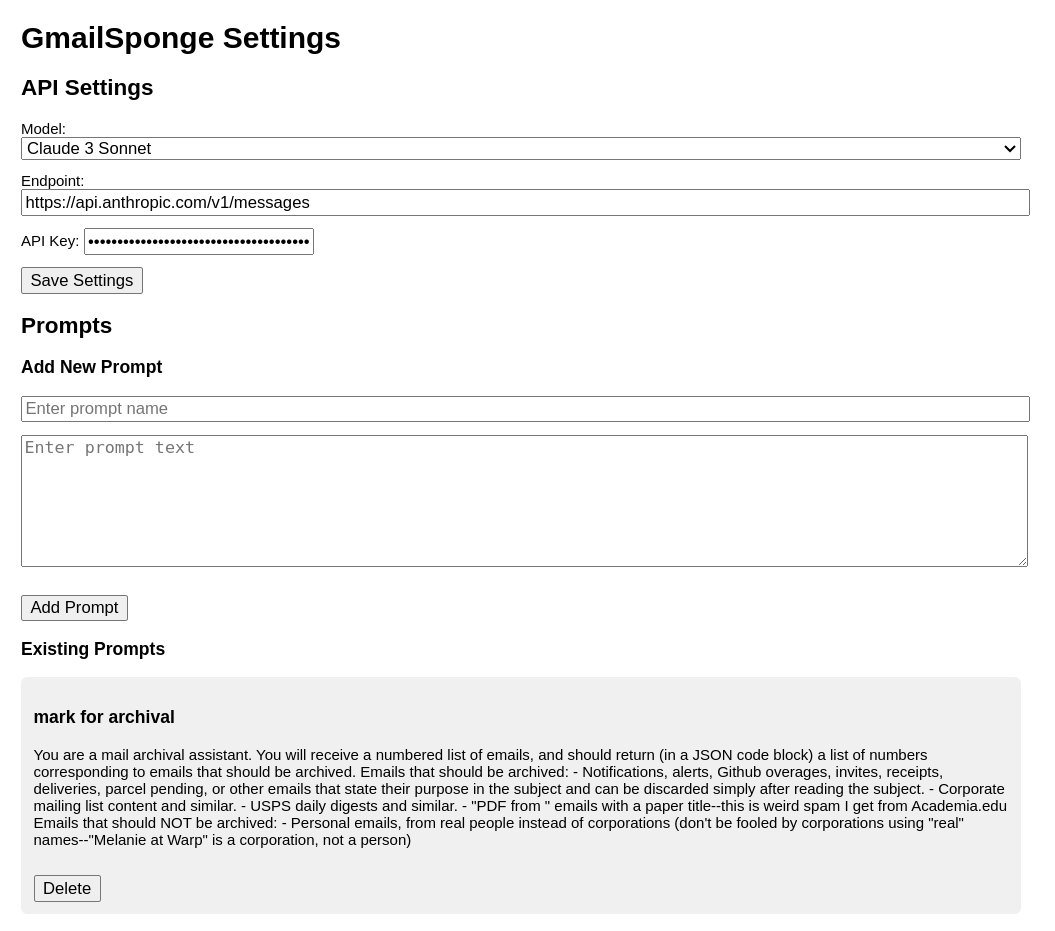 GmailSponge Settings
API Settings
Model:
Claude 3 Sonnet
Endpoint:
https://api.anthropic.com/v1/messages
API Key: ••••••••••••••••••••••••••••••••••••••
Save Settings
Prompts
Add New Prompt
Enter prompt name
Enter prompt text
Add Prompt
Existing Prompts
mark for archival
You are a mail archival assistant. You will receive a numbered list of emails, and should return (in a JSON code block) a list of numbers
corresponding to emails that should be archived. Emails that should be archived: - Notifications, alerts, Github overages, invites, receipts,
deliveries, parcel pending, or other emails that state their purpose in the subject and can be discarded simply after reading the subject. - Corporate
mailing list content and similar. - USPS daily digests and similar. - "PDF from " emails with a paper title--this is weird spam I get from Academia.edu
Emails that should NOT be archived: - Personal emails, from real people instead of corporations (don't be fooled by corporations using "real"
names--"Melanie at Warp" is a corporation, not a person)
Delete